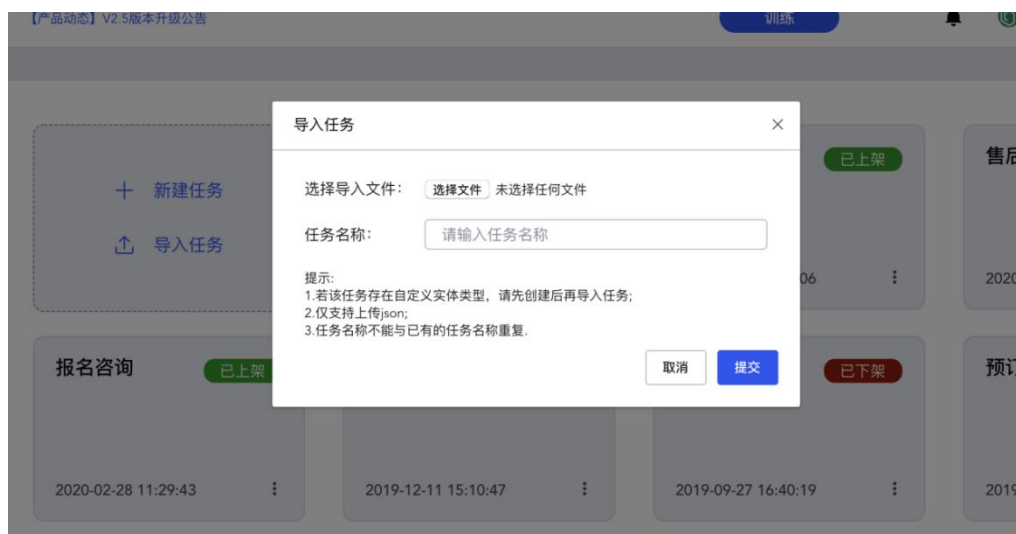 【产品动态】V2.5版本升级公告
训练
导入任务
已上架
售后
新建任务
选择导入文件：
选择文件
未选择任何文件
导入任务
任务名称：
请输入任务名称
提示:
1.若该任务存在自定义实体类型，请先创建后再导入任务;
2.仅支持上传json;
3.任务名称不能与已有的任务名称重复.
06
2020
取消
提交
报名咨询
已上架
已下架
预订
2020-02-28 11:29:43
2019-12-11 15:10:47
2019-09-27 16:40:19
2019